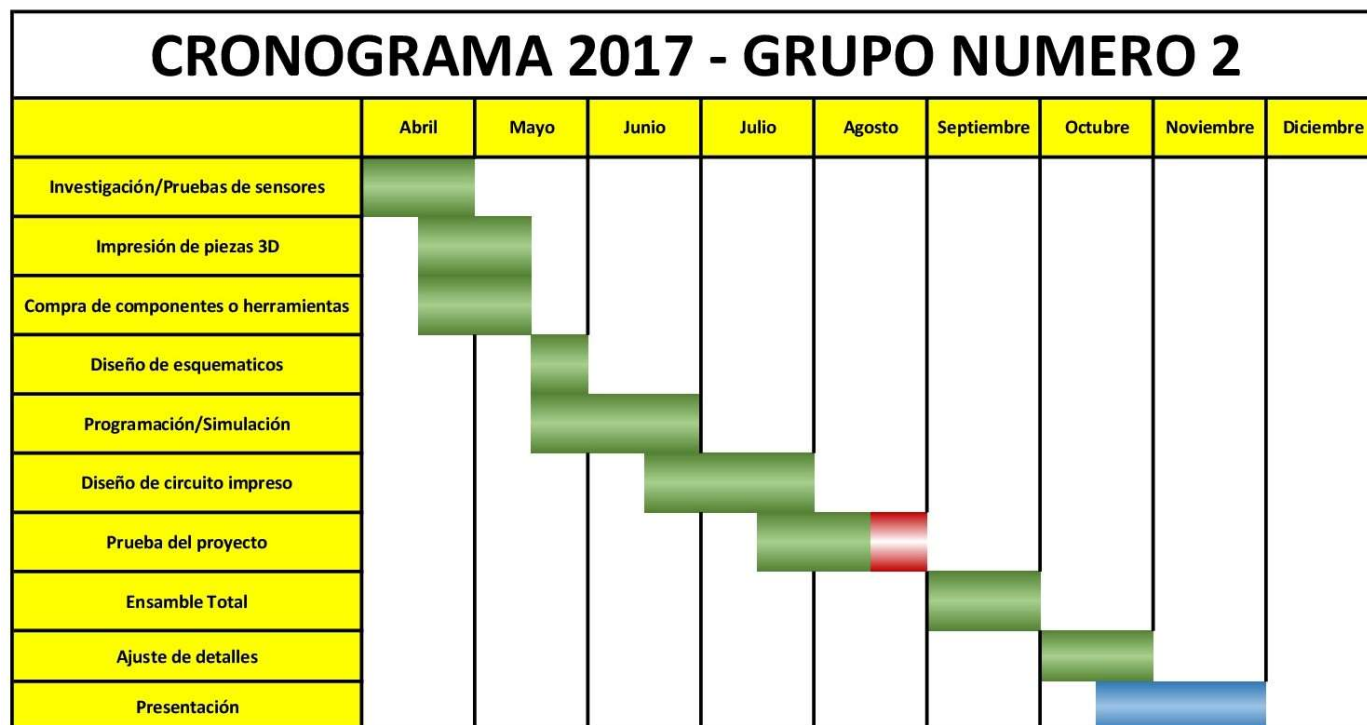 CRONOGRAMA 2017 - GRUPO NUMERO 2
Abril Mayo Junio Julio Agosto Septiembre Octubre Noviembre Diciembre
Investigación/Pruebas de sensores
Impresión de piezas 3D
Compra de componentes o herramientas
Diseño de esquematicos
Programación/Simulación
Diseño de circuito impreso
Prueba del proyecto
Ensamble Total
Ajuste de detalles
Presentación